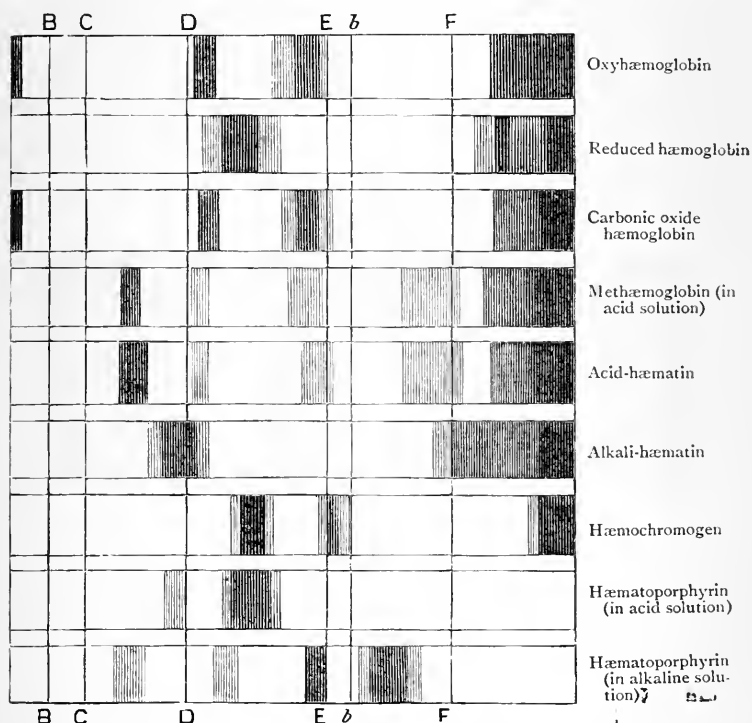 B C D E b F
Oxyhæmoglobin
Reduced hæmoglobin
Carbonic oxide
hæmoglobin
Methæmoglobin (in
acid solution)
Acid-hæmatin
Alkali-hæmatin
Hæmochromogen
Hæmatoporphyrin
(in acid solution)
Hæmatoporphyrin
(in alkaline solu-
tion)
B C D E b F